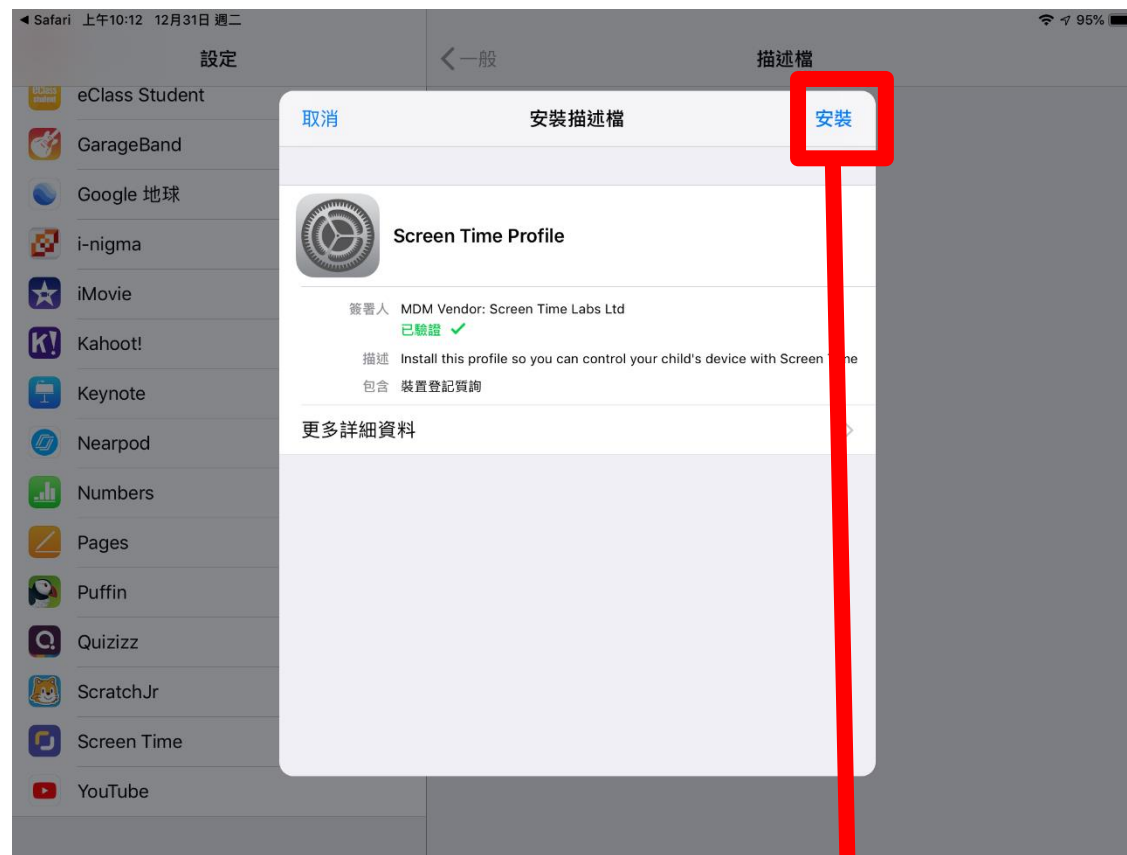 ◀ Safari 上午10:12 12月31日 週二
95%
設定
一般
描述檔
eClass Student
GarageBand
Google 地球
i-nigma
iMovie
Kahoot!
Keynote
Nearpod
Numbers
Pages
Puffin
Quizizz
ScratchJr
Screen Time
YouTube
取消
安裝描述檔
安裝
Screen Time Profile
簽署人 MDM Vendor: Screen Time Labs Ltd
已驗證 ✓
描述 Install this profile so you can control your child's device with Screen
包含 裝置登記質詢
更多詳細資料